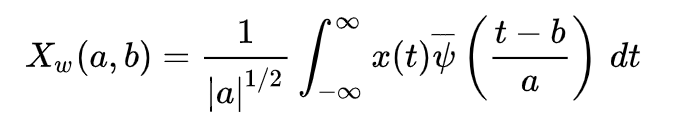 X_w(a, b) = \frac{1}{|a|^{1/2}} \int_{-\infty}^{\infty} x(t) \overline{\psi} \left( \frac{t - b}{a} \right) dt